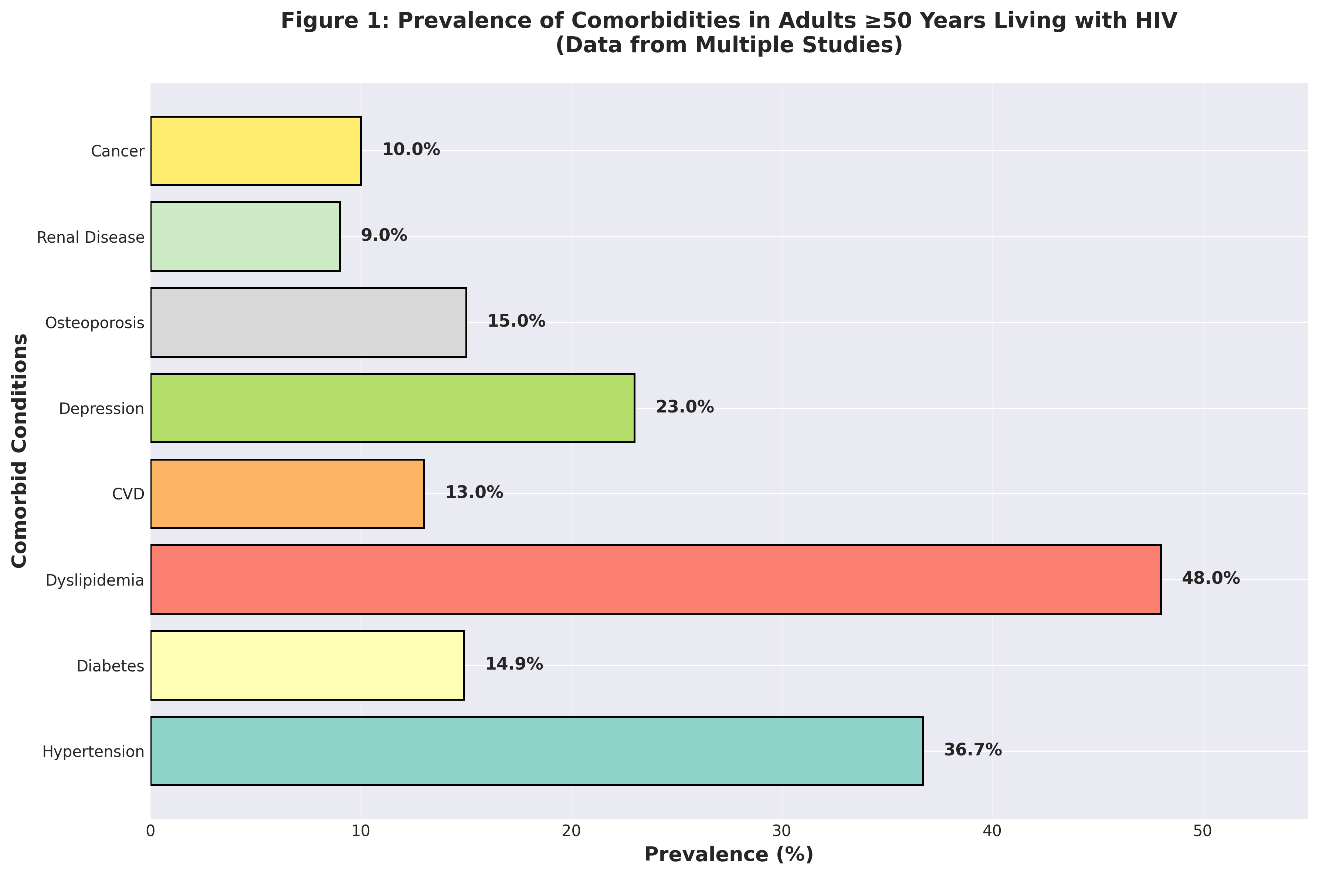 Figure 1: Prevalence of Comorbidities in Adults ≥50 Years Living with HIV
(Data from Multiple Studies)
Comorbid Conditions
Cancer
10.0%
Renal Disease
9.0%
Osteoporosis
15.0%
Depression
23.0%
CVD
13.0%
Dyslipidemia
48.0%
Diabetes
14.9%
Hypertension
36.7%
0
10
20
30
40
50
Prevalence (%)